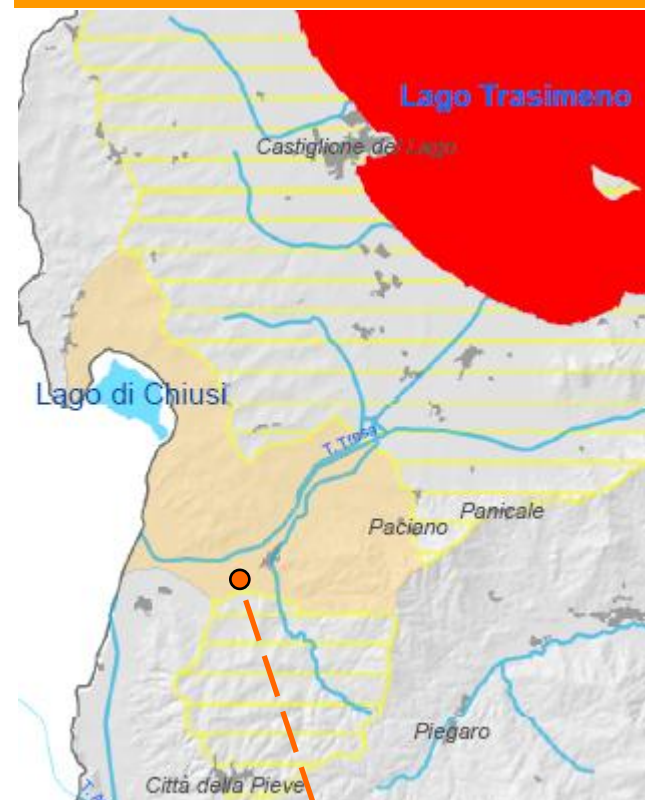 Lago Trasimeno
Castiglione del Lago
Lago di Chiusi
T. Tresa
Paciano
Panicale
Piegaro
Città della Pieve